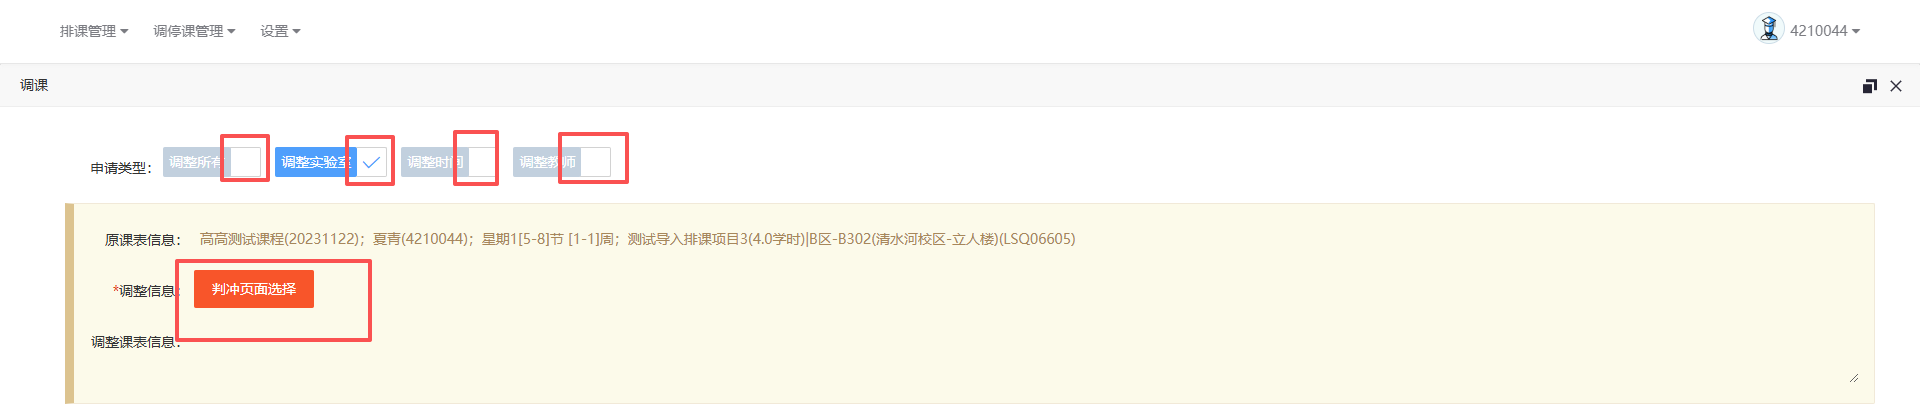 排课管理 调停课管理 设置 4210044
调课
申请类型： 调整所有 调整实验室 调整时间 调整教师
原课表信息： 高高测试课程(20231122)；夏青(4210044)；星期1[5-8]节 [1-1]周；测试导入排课项目3(4.0学时)|B区-B302(清水河校区-立人楼)(LSQ06605)
*调整信息： 判冲页面选择
调整课表信息：